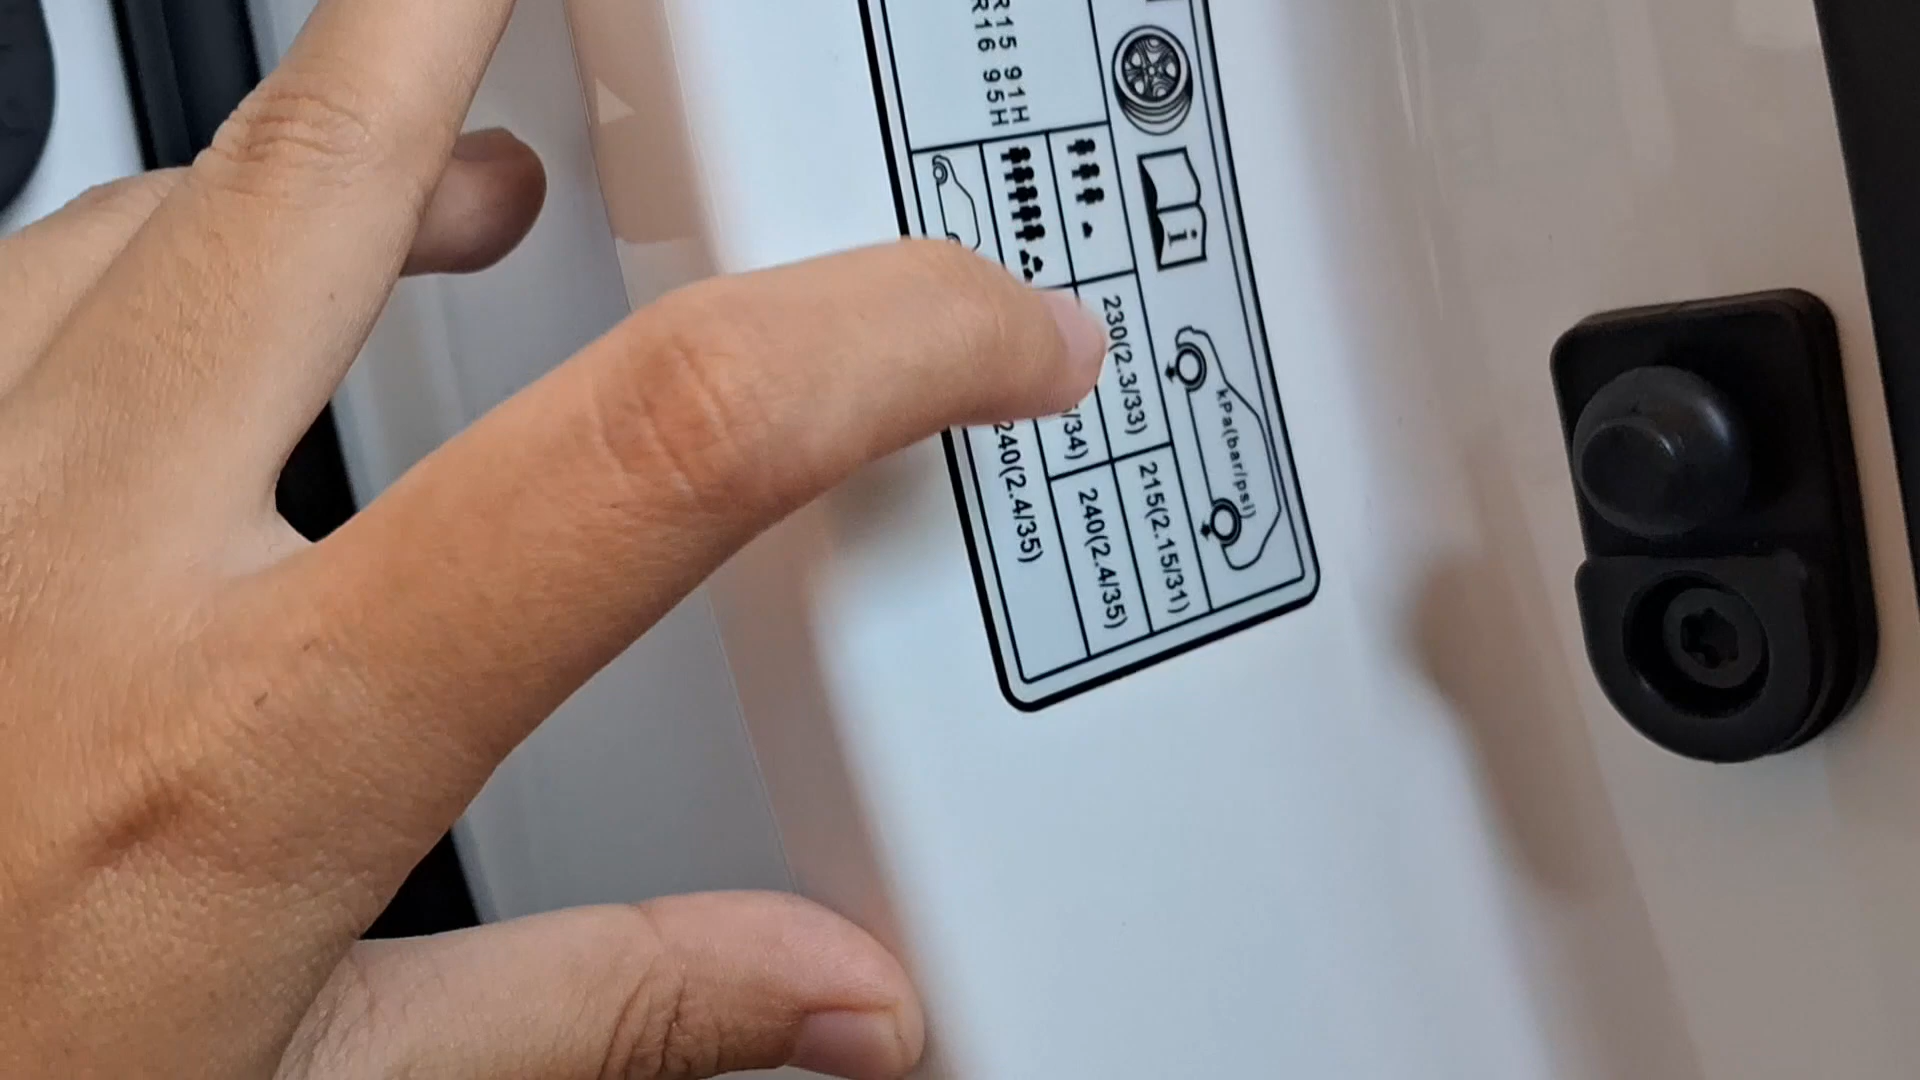 R15 91H
R16 95H
kPa(bar/psi)
230(2.3/33)
215(2.15/31)
/34)
240(2.4/35)
240(2.4/35)